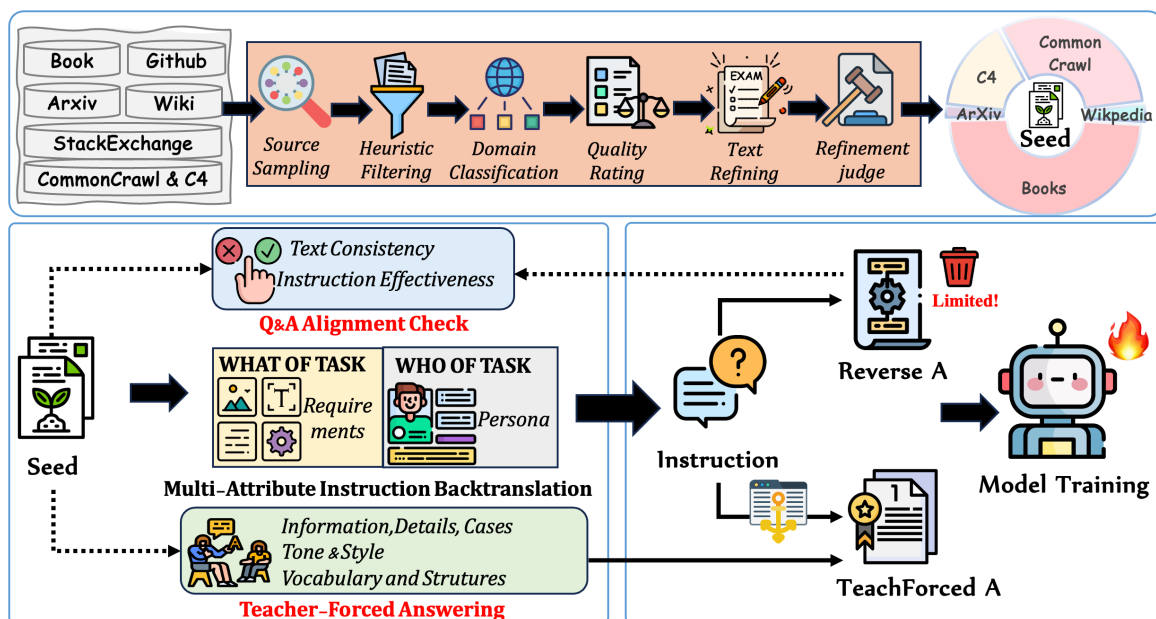 Book
Github
Arxiv
Wiki
StackExchange
CommonCrawl & C4
Source
Sampling
Heuristic
Filtering
Domain
Classification
Quality
Rating
EXAM
Text
Refining
Refinement
judge
Common
Crawl
C4
ArXiv
Wikpedia
Seed
Books
Text Consistency
Instruction Effectiveness
Q&A Alignment Check
WHAT OF TASK
WHO OF TASK
T
Require
ments
Persona
Seed
Multi-Attribute Instruction Backtranslation
Information,Details, Cases
Tone &Style
Vocabulary and Strutures
A
Teacher-Forced Answering
Limited!
?
Reverse A
Instruction
1
TeachForced A
Model Training